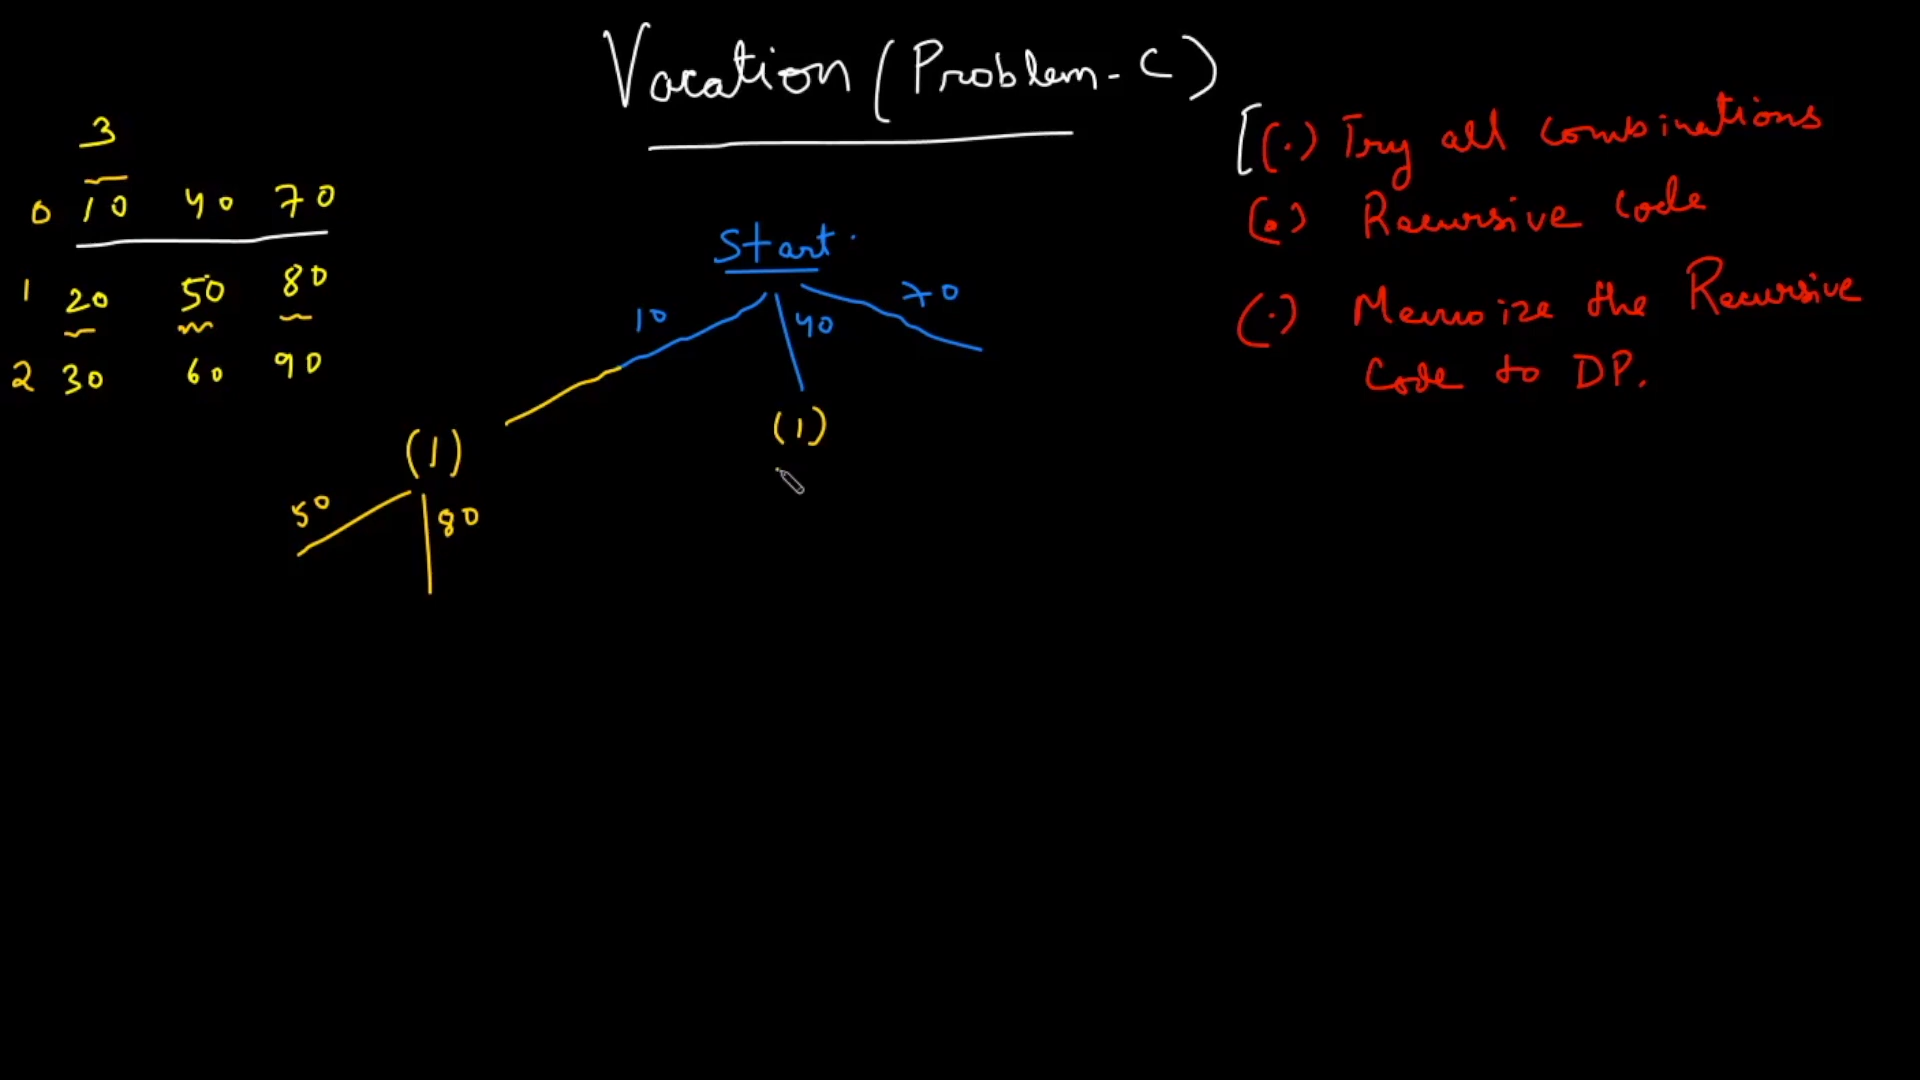 Vacation (Problem-C)
3
0 10 40 70
1 20 50 80
2 30 60 90
Start.
10 40 70
(1) (1)
50 80
[(.) Try all combinations
(.) Recursive code
(.) Memoize the Recursive
Code to DP.